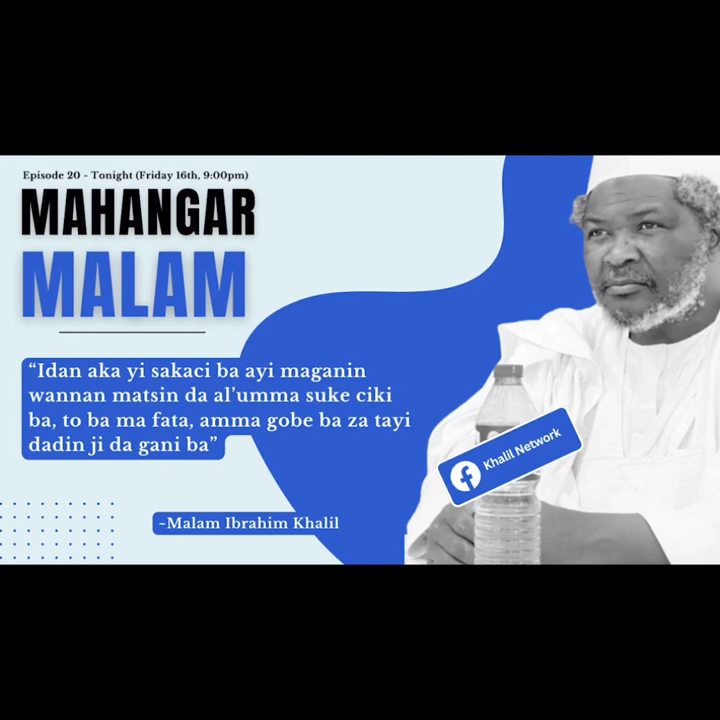 Episode 20 - Tonight (Friday 16th, 9:00pm)
MAHANGAR
MALAM
“Idan aka yi sakaci ba ayi maganin
wannan matsin da al’umma suke ciki
ba, to ba ma fata, amma gobe ba za tayi
dadin ji da gani ba”
~Malam Ibrahim Khalil
Khalil Network